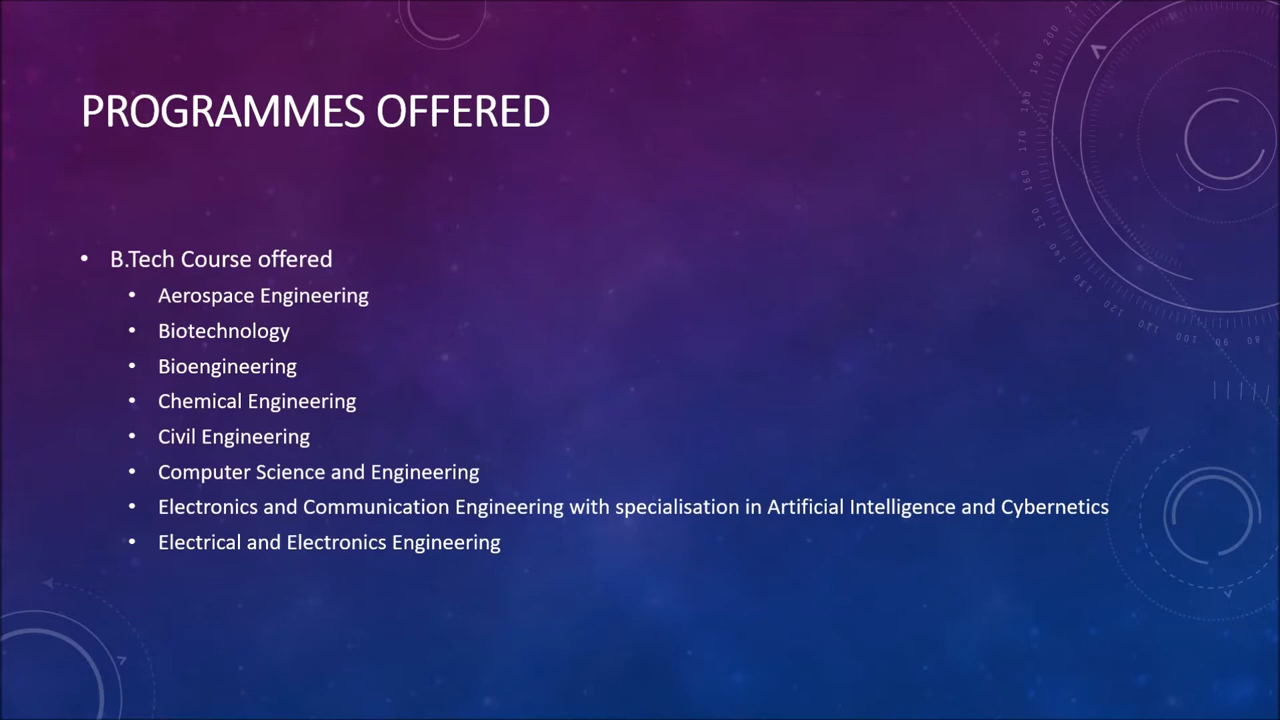 PROGRAMMES OFFERED
• B.Tech Course offered
• Aerospace Engineering
• Biotechnology
• Bioengineering
• Chemical Engineering
• Civil Engineering
• Computer Science and Engineering
• Electronics and Communication Engineering with specialisation in Artificial Intelligence and Cybernetics
• Electrical and Electronics Engineering